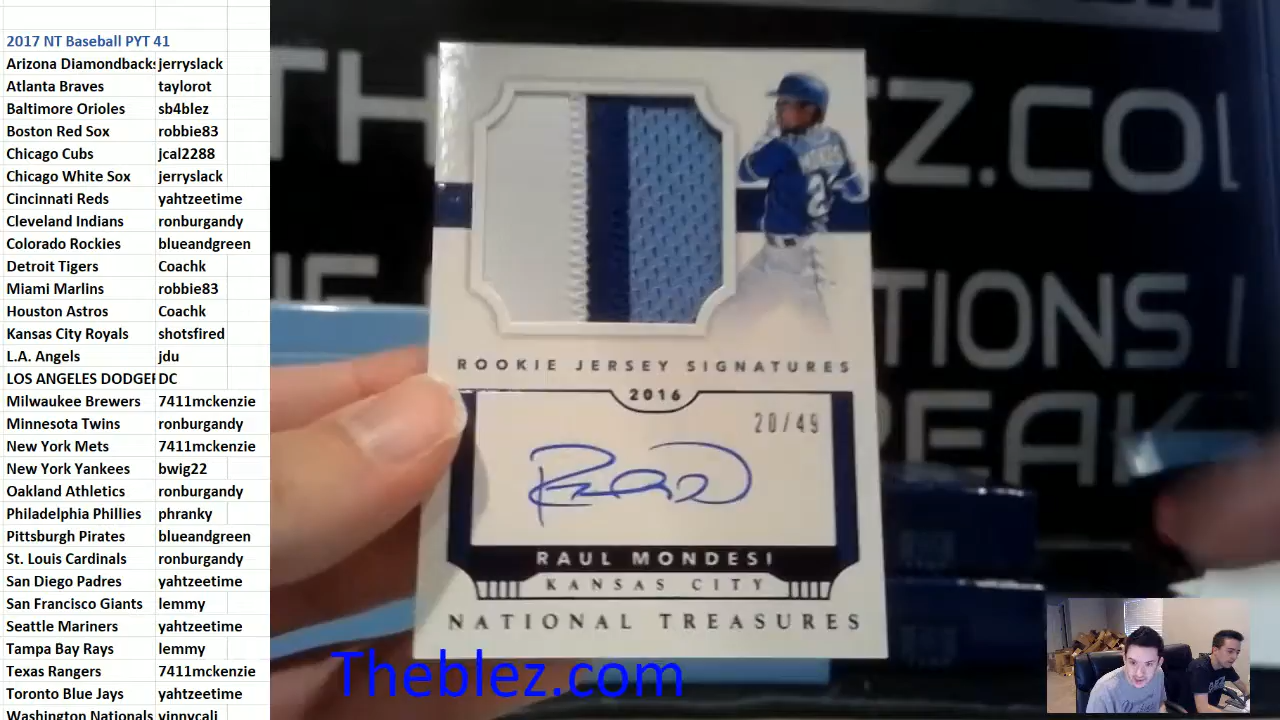 2017 NT Baseball PYT 41
Arizona Diamondbacks jerryslack
Atlanta Braves taylorot
Baltimore Orioles sb4blez
Boston Red Sox robbie83
Chicago Cubs jcal2288
Chicago White Sox jerryslack
Cincinnati Reds yahtzeetime
Cleveland Indians ronburgandy
Colorado Rockies blueandgreen
Detroit Tigers Coachk
Miami Marlins robbie83
Houston Astros Coachk
Kansas City Royals shotsfired
L.A. Angels jdu
LOS ANGELES DODGER DC
Milwaukee Brewers 7411mckenzie
Minnesota Twins ronburgandy
New York Mets 7411mckenzie
New York Yankees bwig22
Oakland Athletics ronburgandy
Philadelphia Phillies phranky
Pittsburgh Pirates blueandgreen
St. Louis Cardinals ronburgandy
San Diego Padres yahtzeetime
San Francisco Giants lemmy
Seattle Mariners yahtzeetime
Tampa Bay Rays lemmy
Texas Rangers 7411mckenzie
Toronto Blue Jays yahtzeetime
Washington Nationals vinnycali
ROOKIE JERSEY SIGNATURES
2016
20/49
RAUL MONDESI
KANSAS CITY
NATIONAL TREASURES
Theblez.com